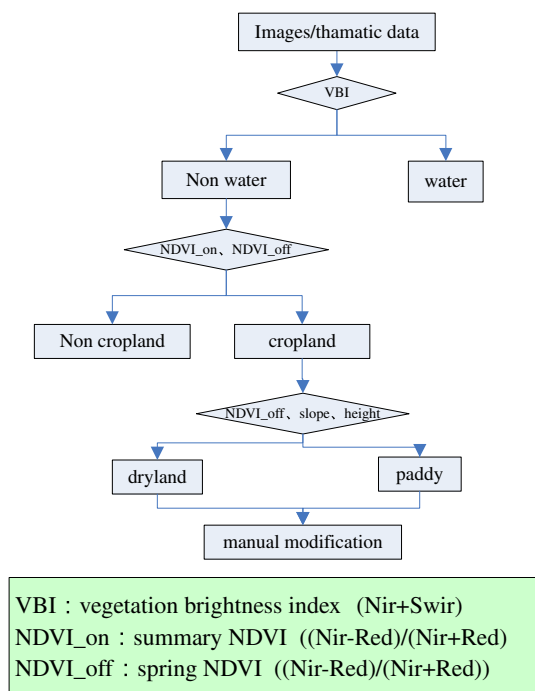 Images/thamatic data
VBI
Non water
water
NDVI_on、NDVI_off
Non cropland
cropland
NDVI_off、slope、height
dryland
paddy
manual modification
VBI：vegetation brightness index (Nir+Swir)
NDVI_on：summary NDVI ((Nir-Red)/(Nir+Red)
NDVI_off：spring NDVI ((Nir-Red)/(Nir+Red))